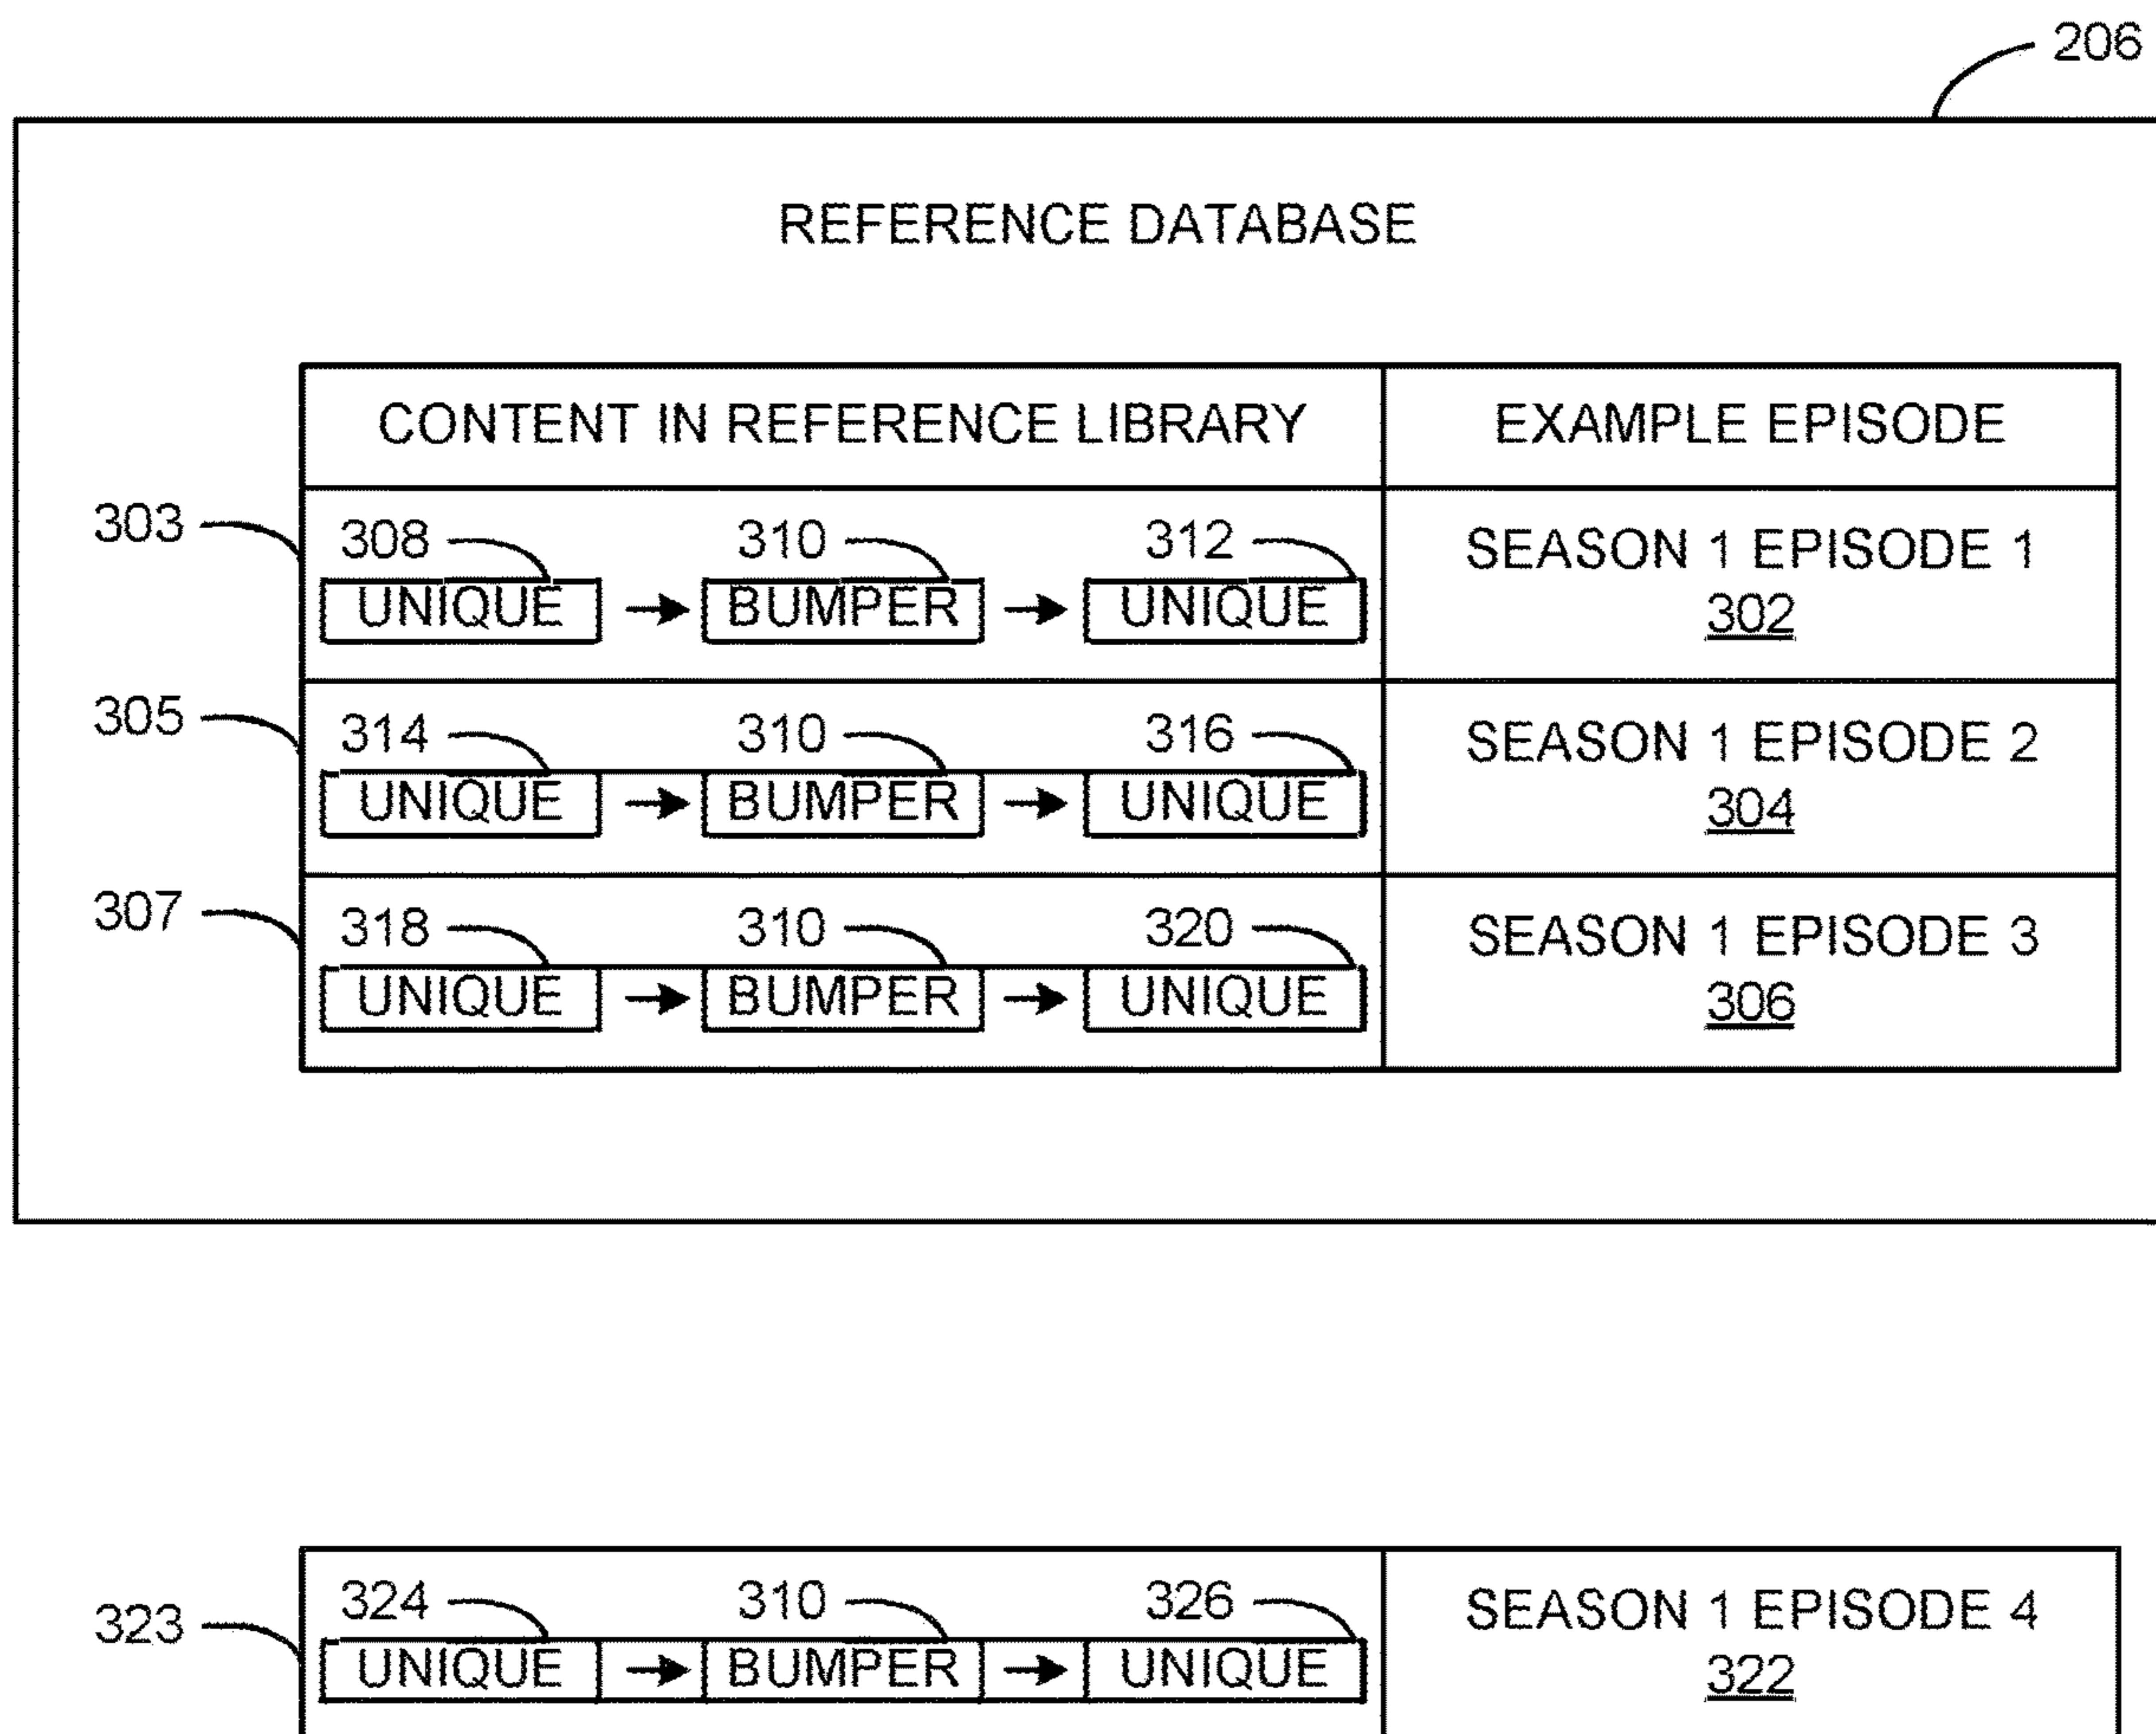 206
REFERENCE DATABASE
CONTENT IN REFERENCE LIBRARY EXAMPLE EPISODE
303 308 310 312 SEASON 1 EPISODE 1
UNIQUE BUMPER UNIQUE 302
305 314 310 316 SEASON 1 EPISODE 2
UNIQUE BUMPER UNIQUE 304
307 318 310 320 SEASON 1 EPISODE 3
UNIQUE BUMPER UNIQUE 306
323 324 310 326 SEASON 1 EPISODE 4
UNIQUE BUMPER UNIQUE 322